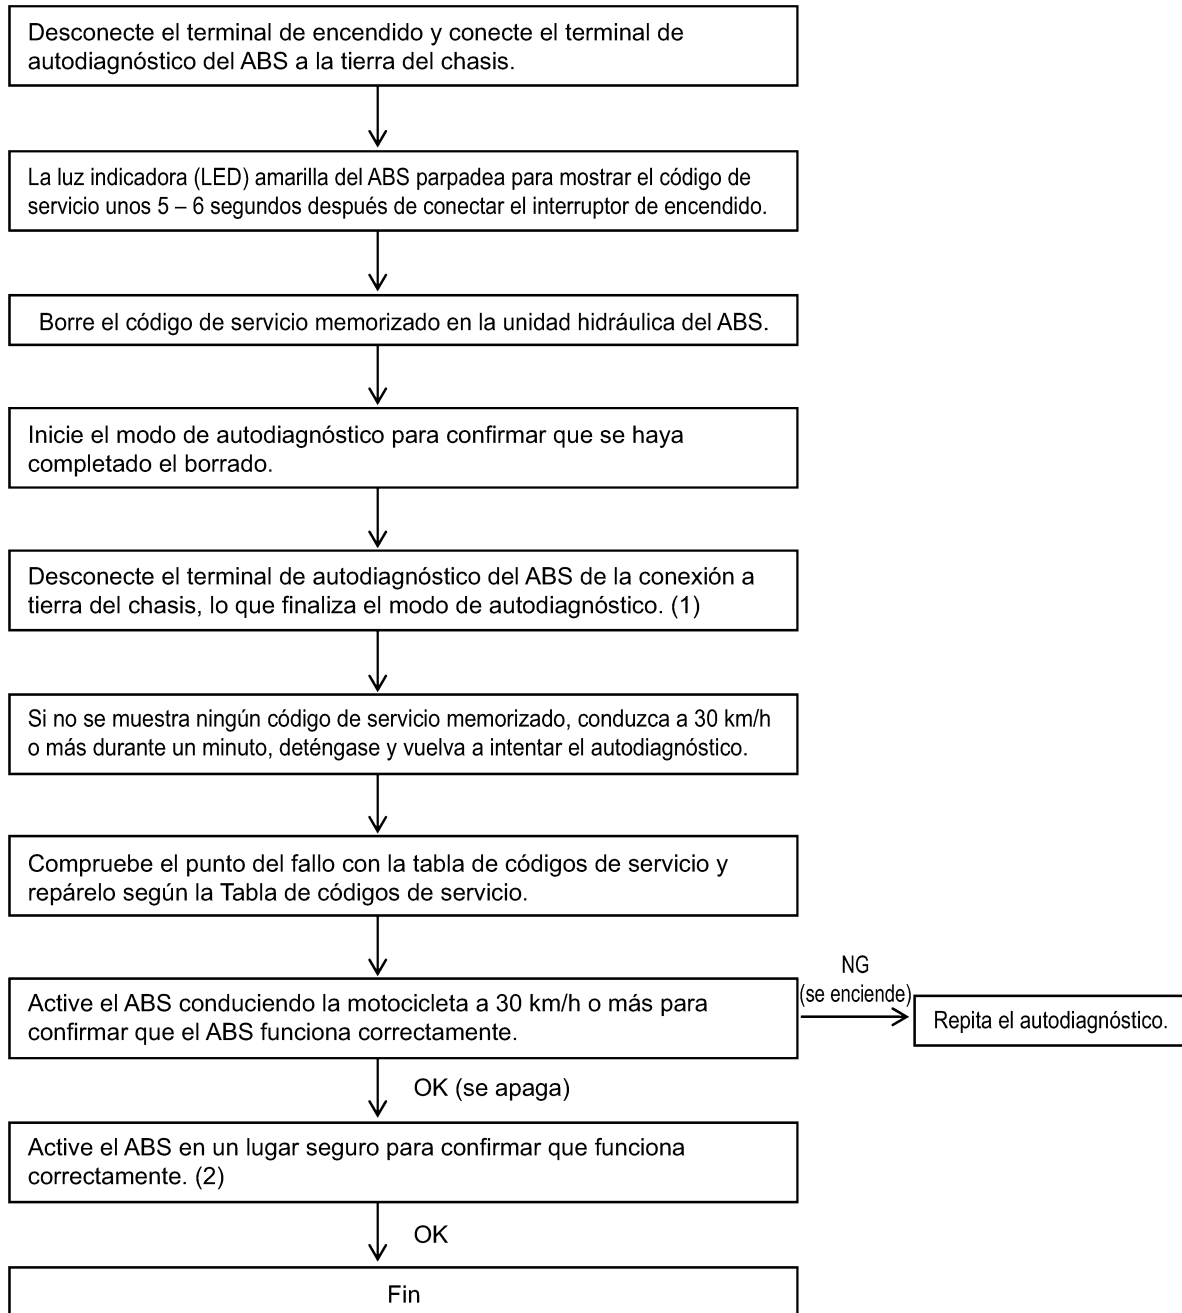 Desconecte el terminal de encendido y conecte el terminal de
autodiagnóstico del ABS a la tierra del chasis.
La luz indicadora (LED) amarilla del ABS parpadea para mostrar el código de
servicio unos 5 – 6 segundos después de conectar el interruptor de encendido.
Borre el código de servicio memorizado en la unidad hidráulica del ABS.
Inicie el modo de autodiagnóstico para confirmar que se haya
completado el borrado.
Desconecte el terminal de autodiagnóstico del ABS de la conexión a
tierra del chasis, lo que finaliza el modo de autodiagnóstico. (1)
Si no se muestra ningún código de servicio memorizado, conduzca a 30 km/h
o más durante un minuto, deténgase y vuelva a intentar el autodiagnóstico.
Compruebe el punto del fallo con la tabla de códigos de servicio y
repárelo según la Tabla de códigos de servicio.
Active el ABS conduciendo la motocicleta a 30 km/h o más para
confirmar que el ABS funciona correctamente.
NG
(se enciende)
Repita el autodiagnóstico.
OK (se apaga)
Active el ABS en un lugar seguro para confirmar que funciona
correctamente. (2)
OK
Fin